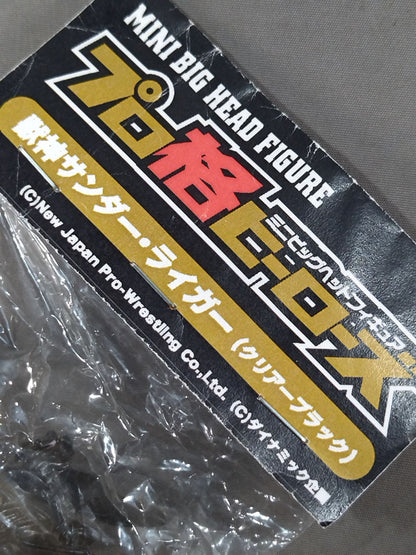 MINI BIG HEAD FIGURE
プロ格ヒーローズ
ミニビッグヘッドフィギュア
獣神サンダー・ライガー (クリアーブラック)
(C)New Japan Pro-Wrestling Co.,Ltd. (C)ダイナミック企画